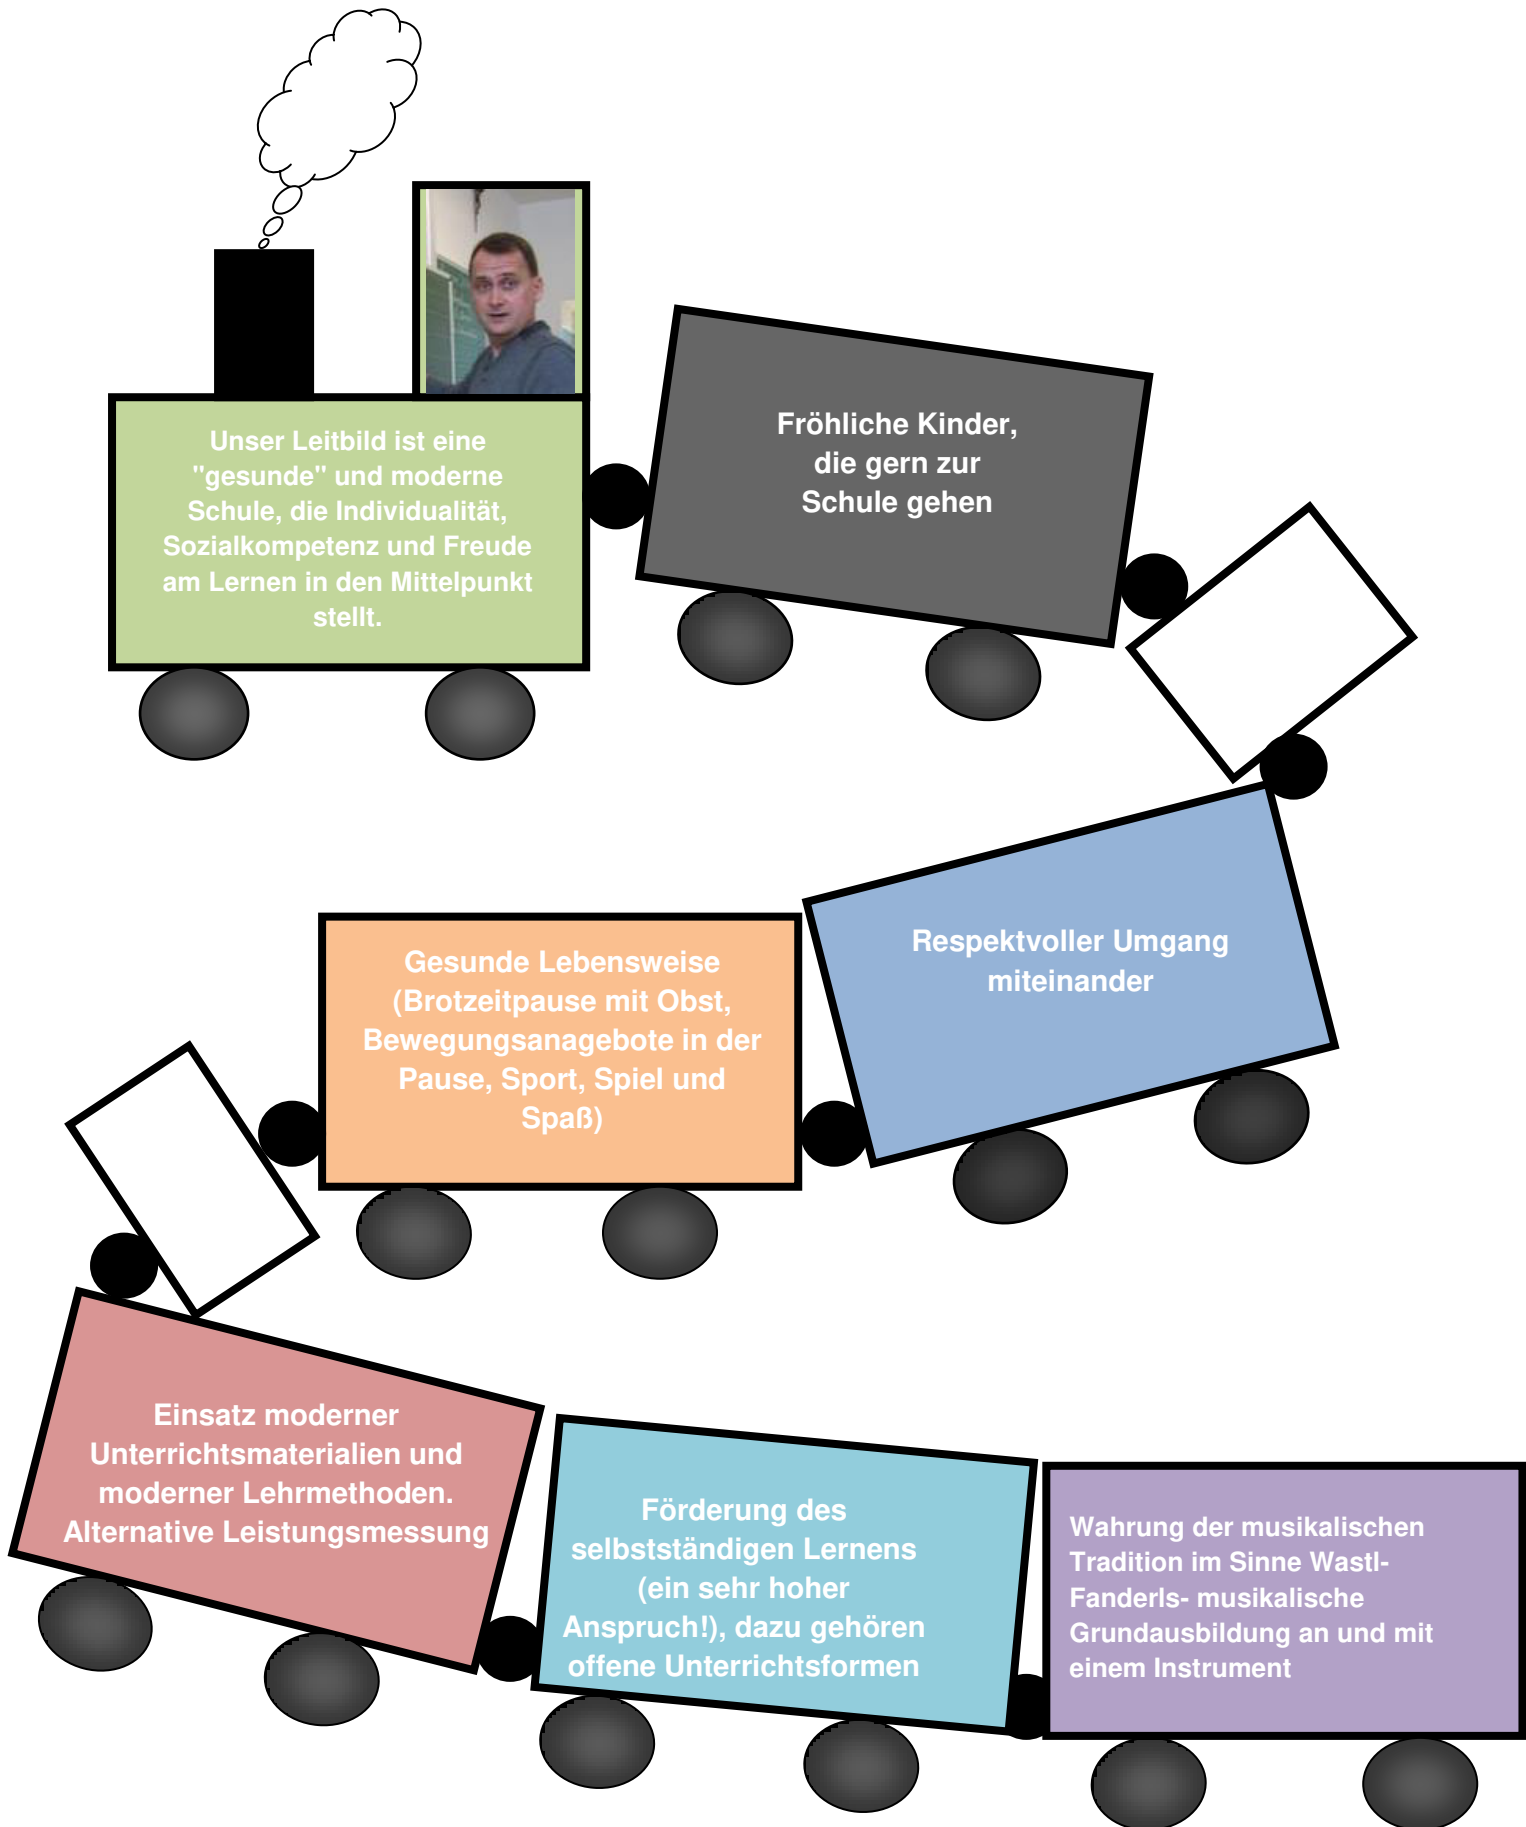 Unser Leitbild ist eine
"gesunde" und moderne
Schule, die Individualität,
Sozialkompetenz und Freude
am Lernen in den Mittelpunkt
stellt.
Fröhliche Kinder,
die gern zur
Schule gehen
Respektvoller Umgang
miteinander
Gesunde Lebensweise
(Brotzeitpause mit Obst,
Bewegungsanagebote in der
Pause, Sport, Spiel und
Spaß)
Einsatz moderner
Unterrichtsmaterialien und
moderner Lehrmethoden.
Alternative Leistungsmessung
Förderung des
selbstständigen Lernens
(ein sehr hoher
Anspruch!), dazu gehören
offene Unterrichtsformen
Wahrung der musikalischen
Tradition im Sinne Wastl-
Fanderls- musikalische
Grundausbildung an und mit
einem Instrument